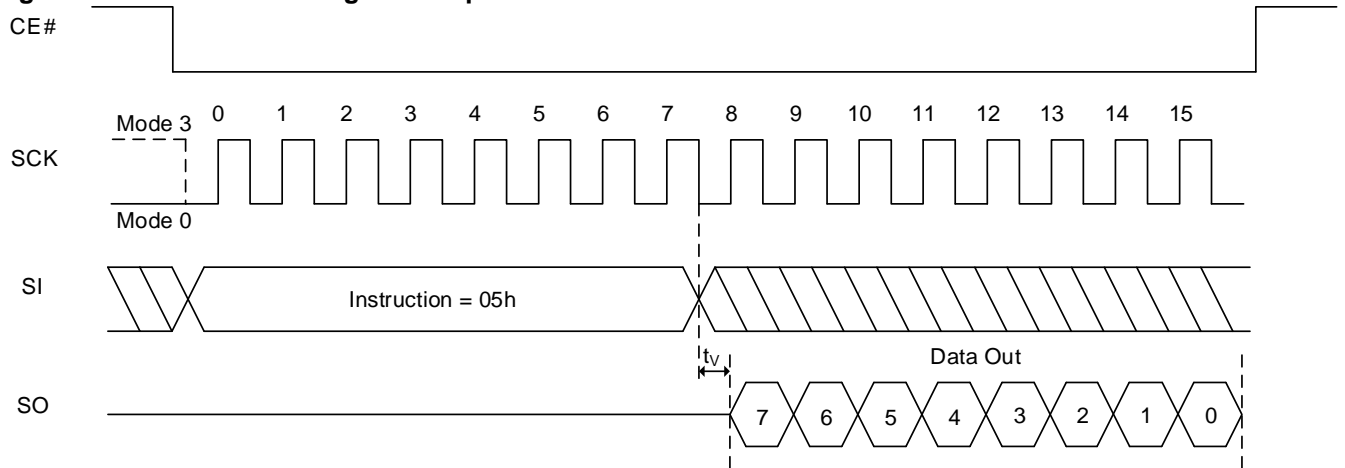 CE#
0 1 2 3 4 5 6 7 8 9 10 11 12 13 14 15
Mode 3
SCK
Mode 0
SI
Instruction = 05h
tV
Data Out
SO
7 6 5 4 3 2 1 0